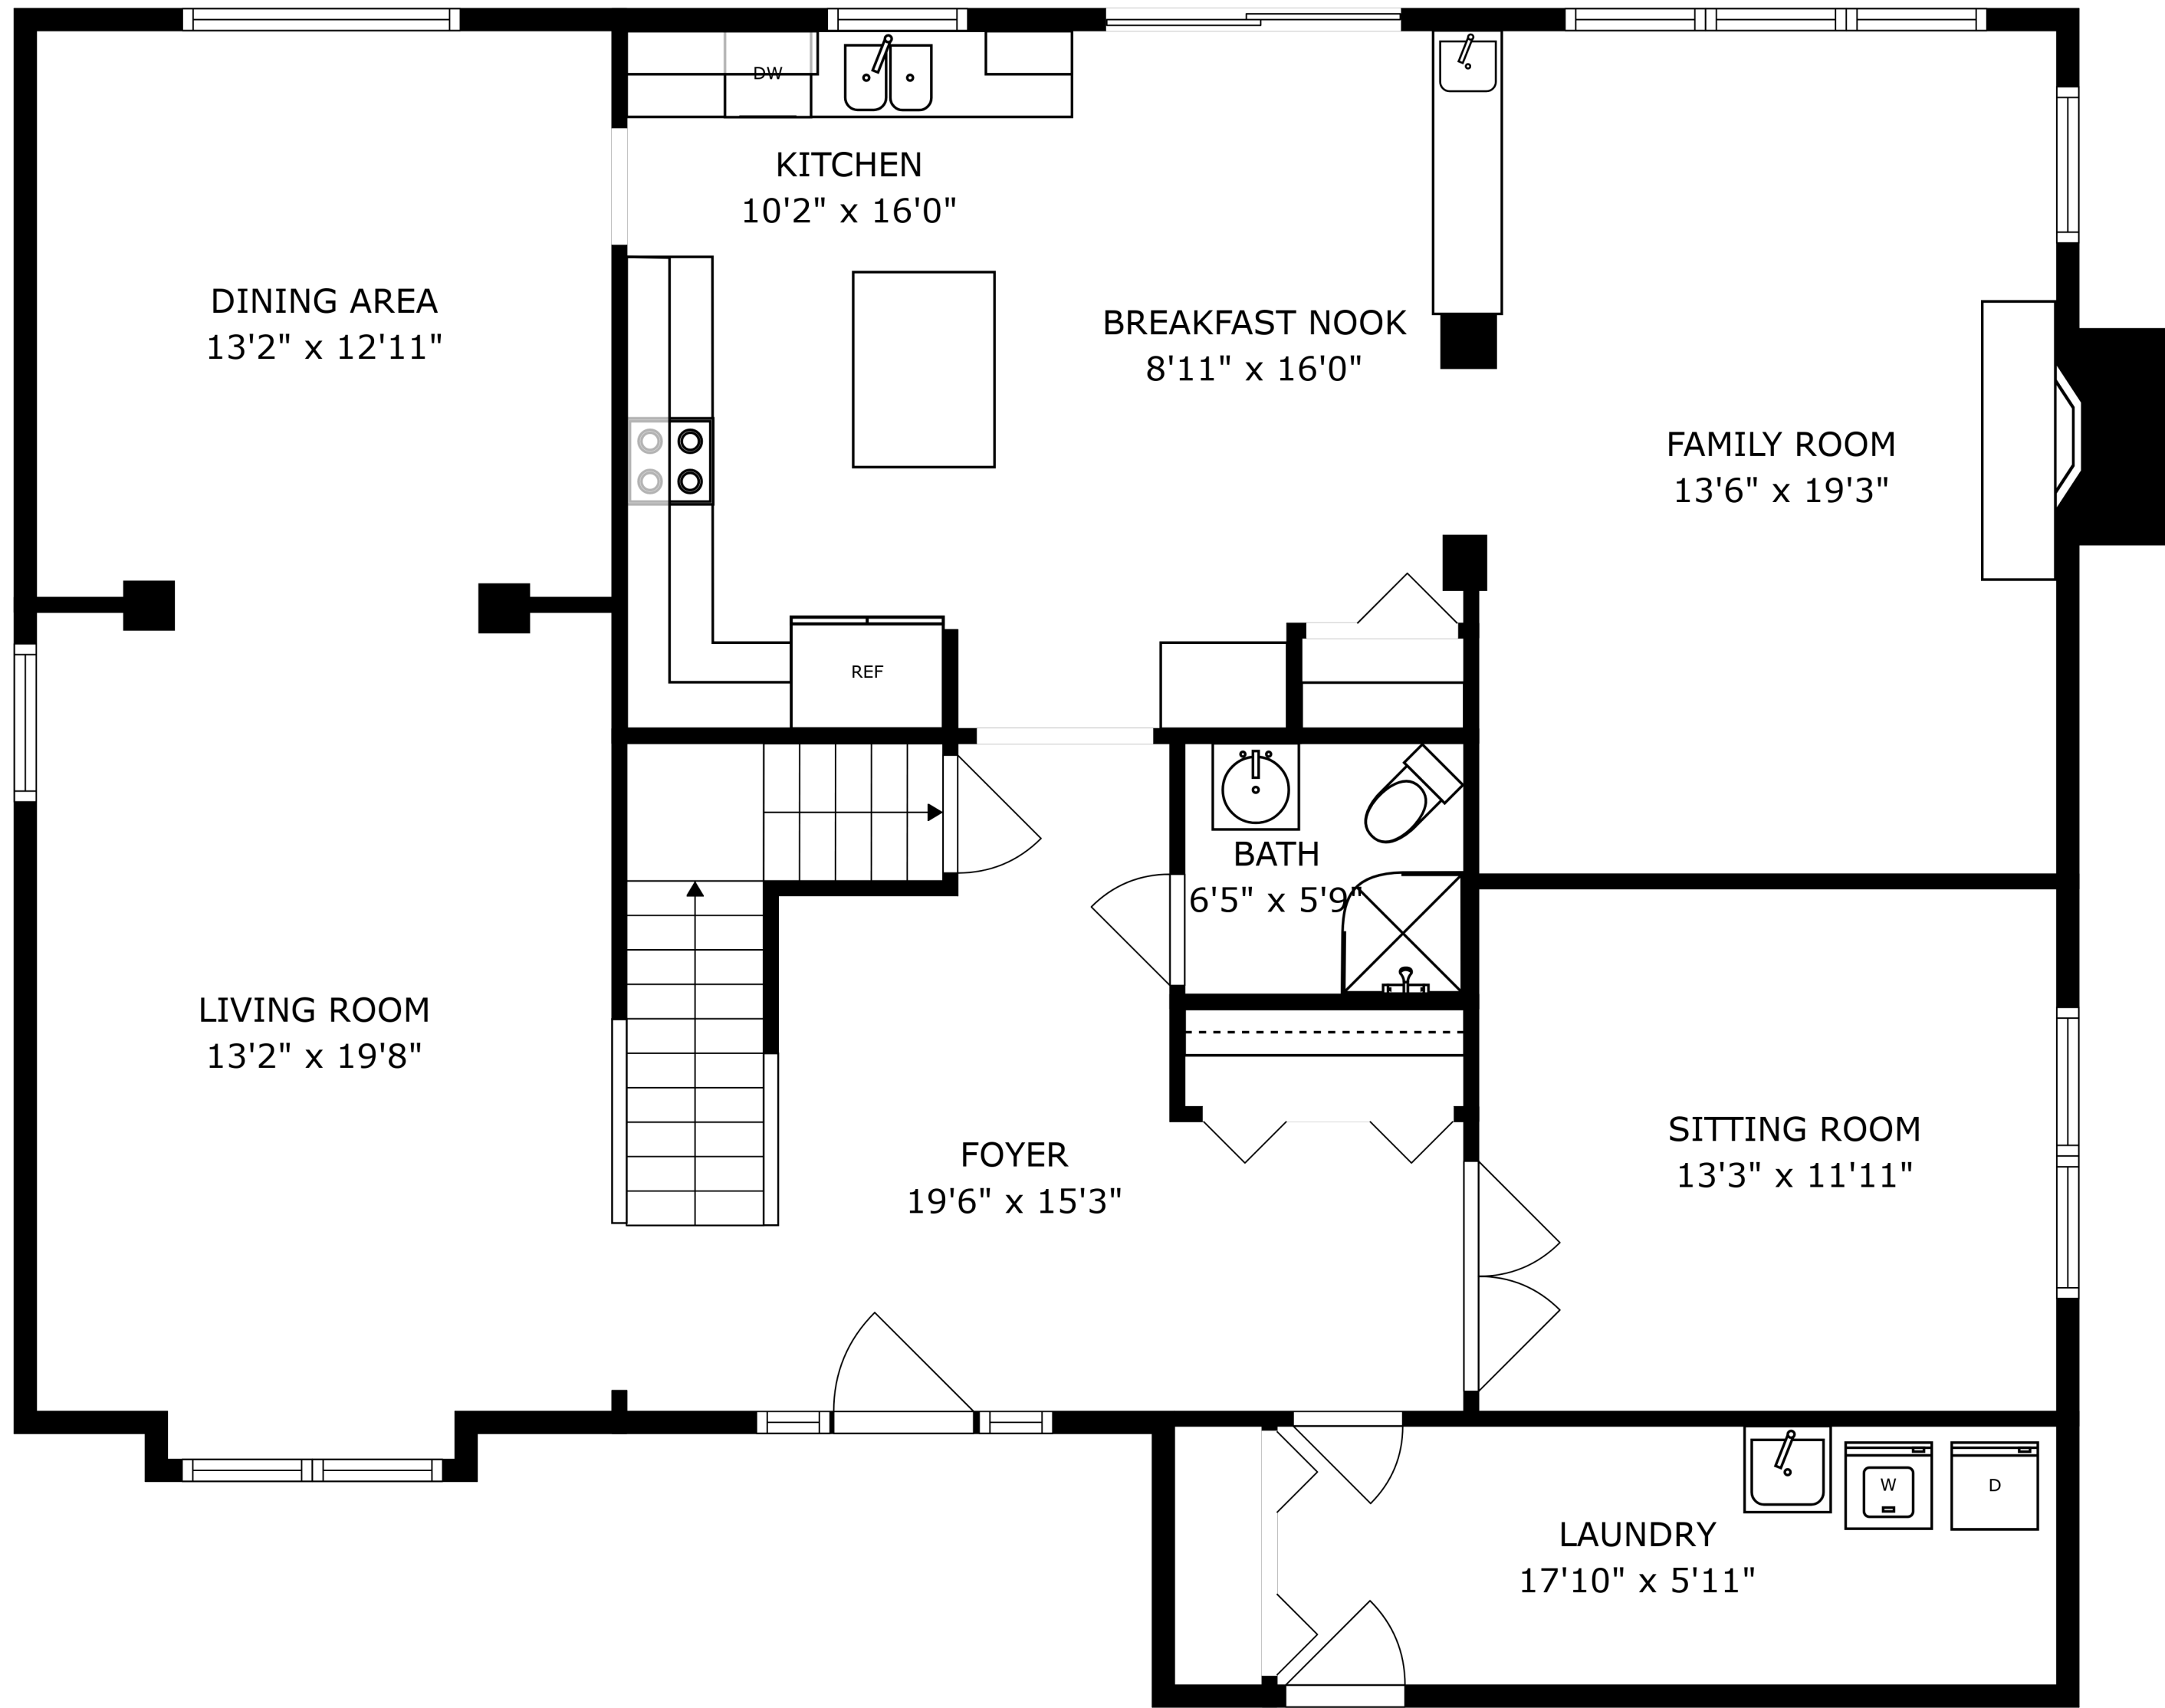 DW
KITCHEN
10'2" x 16'0"
DINING AREA
13'2" x 12'11"
BREAKFAST NOOK
8'11" x 16'0"
FAMILY ROOM
13'6" x 19'3"
REF
BATH
6'5" x 5'9"
LIVING ROOM
13'2" x 19'8"
FOYER
19'6" x 15'3"
SITTING ROOM
13'3" x 11'11"
W
D
LAUNDRY
17'10" x 5'11"